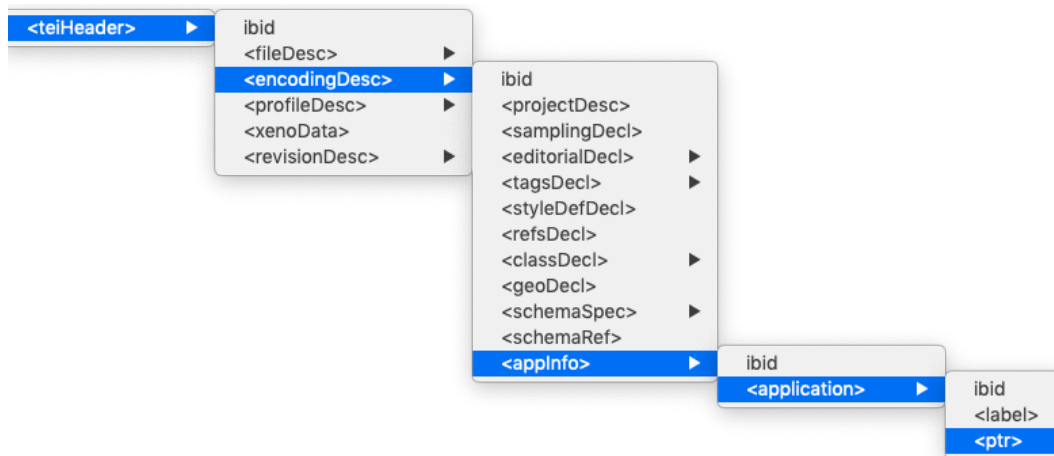 <teiHeader>
ibid
<fileDesc>
<encodingDesc>
<profileDesc>
<xenoData>
<revisionDesc>
ibid
<projectDesc>
<samplingDecl>
<editorialDecl>
<tagsDecl>
<styleDefDecl>
<refsDecl>
<classDecl>
<geoDecl>
<schemaSpec>
<schemaRef>
<appInfo>
ibid
<application>
ibid
<label>
<ptr>